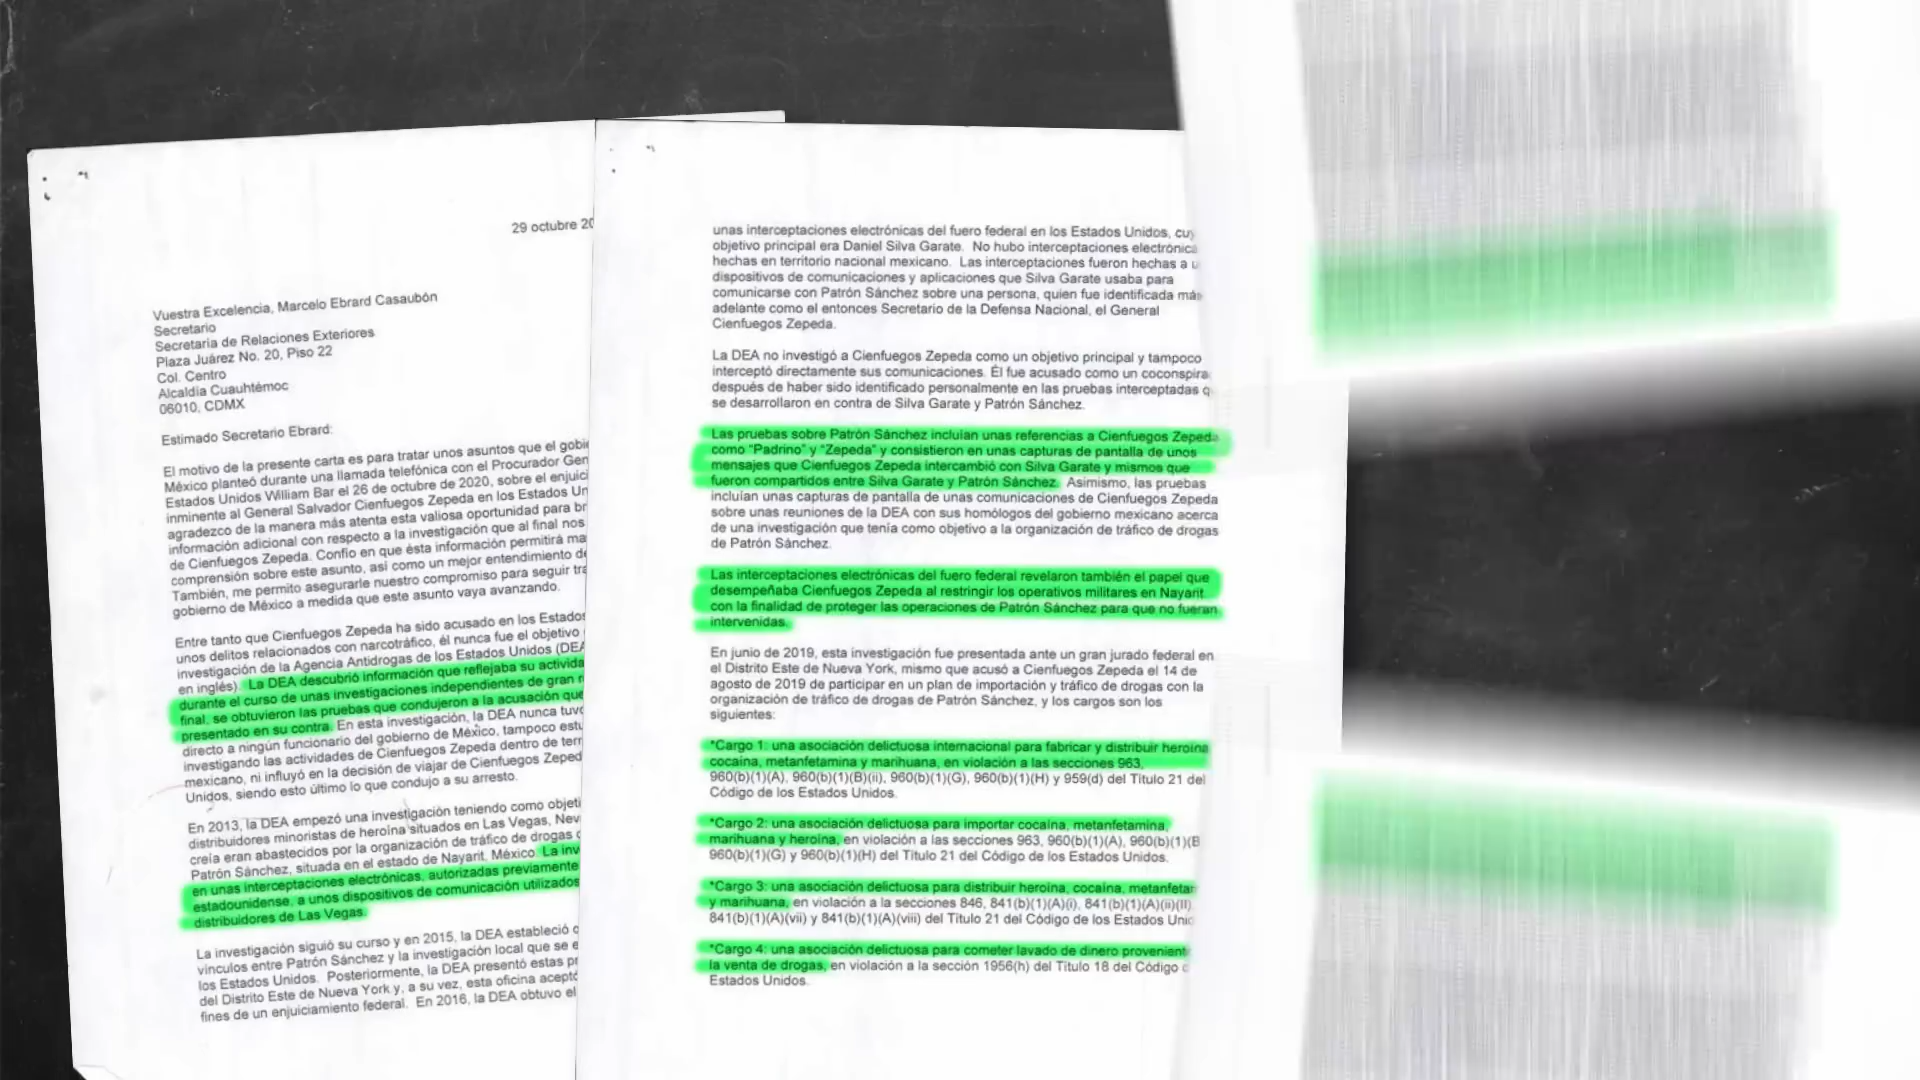 29 octubre 20
Vuestra Excelencia, Marcelo Ebrard Casaubón
Secretario
Secretaria de Relaciones Exteriores
Plaza Juárez No. 20, Piso 22
Col. Centro
Alcaldía Cuauhtémoc
06010, CDMX
Estimado Secretario Ebrard:
El motivo de la presente carta es para tratar unos asuntos que el gobi
México planteó durante una llamada telefónica con el Procurador Gen
Estados Unidos William Bar el 26 de octubre de 2020, sobre el enjuici
inminente al General Salvador Cienfuegos Zepeda en los Estados Un
agradezco de la manera más atenta esta valiosa oportunidad para br
información adicional con respecto a la investigación que al final nos
de Cienfuegos Zepeda. Confío en que ésta información permitirá ma
comprensión sobre este asunto, así como un mejor entendimiento de
También, me permito asegurarle nuestro compromiso para seguir tra
gobierno de México a medida que este asunto vaya avanzando.
Entre tanto que Cienfuegos Zepeda ha sido acusado en los Estados
unos delitos relacionados con narcotráfico, él nunca fue el objetivo
investigación de la Agencia Antidrogas de los Estados Unidos (DEA
en inglés). La DEA descubrió información que reflejaba su activida
durante el curso de unas investigaciones independientes de gran
final, se obtuvieron las pruebas que condujeron a la acusación que
presentado en su contra. En esta investigación, la DEA nunca tuvo
directo a ningún funcionario del gobierno de México, tampoco estu
investigando las actividades de Cienfuegos Zepeda dentro de terr
mexicano, ni influyó en la decisión de viajar de Cienfuegos Zeped
Unidos, siendo esto último lo que condujo a su arresto.
En 2013, la DEA empezó una investigación teniendo como objeti
distribuidores minoristas de heroína situados en Las Vegas, Nev
creía eran abastecidos por la organización de tráfico de drogas
Patrón Sánchez, situada en el estado de Nayarit, México. La inv
en unas interceptaciones electrónicas, autorizadas previamente
estadounidense, a unos dispositivos de comunicación utilizados
distribuidores de Las Vegas.
La investigación siguió su curso y en 2015, la DEA estableció
vínculos entre Patrón Sánchez y la investigación local que se e
los Estados Unidos. Posteriormente, la DEA presentó estas pr
del Distrito Este de Nueva York y, a su vez, esta oficina aceptó
fines de un enjuiciamiento federal. En 2016, la DEA obtuvo el
unas interceptaciones electrónicas del fuero federal en los Estados Unidos, cuy
objetivo principal era Daniel Silva Garate. No hubo interceptaciones electrónica
hechas en territorio nacional mexicano. Las interceptaciones fueron hechas a u
dispositivos de comunicaciones y aplicaciones que Silva Garate usaba para
comunicarse con Patrón Sánchez sobre una persona, quien fue identificada más
adelante como el entonces Secretario de la Defensa Nacional, el General
Cienfuegos Zepeda.
La DEA no investigó a Cienfuegos Zepeda como un objetivo principal y tampoco
interceptó directamente sus comunicaciones. Él fue acusado como un coconspira
después de haber sido identificado personalmente en las pruebas interceptadas q
se desarrollaron en contra de Silva Garate y Patrón Sánchez.
Las pruebas sobre Patrón Sánchez incluían unas referencias a Cienfuegos Zepeda
como "Padrino" y "Zepeda" y consistieron en unas capturas de pantalla de unos
mensajes que Cienfuegos Zepeda intercambió con Silva Garate y mismos que
fueron compartidos entre Silva Garate y Patrón Sánchez. Asimismo, las pruebas
incluían unas capturas de pantalla de unas comunicaciones de Cienfuegos Zepeda
sobre unas reuniones de la DEA con sus homólogos del gobierno mexicano acerca
de una investigación que tenía como objetivo a la organización de tráfico de drogas
de Patrón Sánchez.
Las interceptaciones electrónicas del fuero federal revelaron también el papel que
desempeñaba Cienfuegos Zepeda al restringir los operativos militares en Nayarit
con la finalidad de proteger las operaciones de Patrón Sánchez para que no fueran
intervenidas.
En junio de 2019, esta investigación fue presentada ante un gran jurado federal en
el Distrito Este de Nueva York, mismo que acusó a Cienfuegos Zepeda el 14 de
agosto de 2019 de participar en un plan de importación y tráfico de drogas con la
organización de tráfico de drogas de Patrón Sánchez, y los cargos son los
siguientes:
*Cargo 1: una asociación delictuosa internacional para fabricar y distribuir heroína
cocaína, metanfetamina y marihuana, en violación a las secciones 963,
960(b)(1)(A), 960(b)(1)(B)(ii), 960(b)(1)(G), 960(b)(1)(H) y 959(d) del Título 21 del
Código de los Estados Unidos.
*Cargo 2: una asociación delictuosa para importar cocaína, metanfetamina,
marihuana y heroína, en violación a las secciones 963, 960(b)(1)(A), 960(b)(1)(B
960(b)(1)(G) y 960(b)(1)(H) del Título 21 del Código de los Estados Unidos.
*Cargo 3: una asociación delictuosa para distribuir heroína, cocaína, metanfetam
y marihuana, en violación a las secciones 846, 841(b)(1)(A)(i), 841(b)(1)(A)(ii)(II)
841(b)(1)(A)(vii) y 841(b)(1)(A)(viii) del Título 21 del Código de los Estados Unid
*Cargo 4: una asociación delictuosa para cometer lavado de dinero provenient
la venta de drogas, en violación a la sección 1956(h) del Título 18 del Código
Estados Unidos.